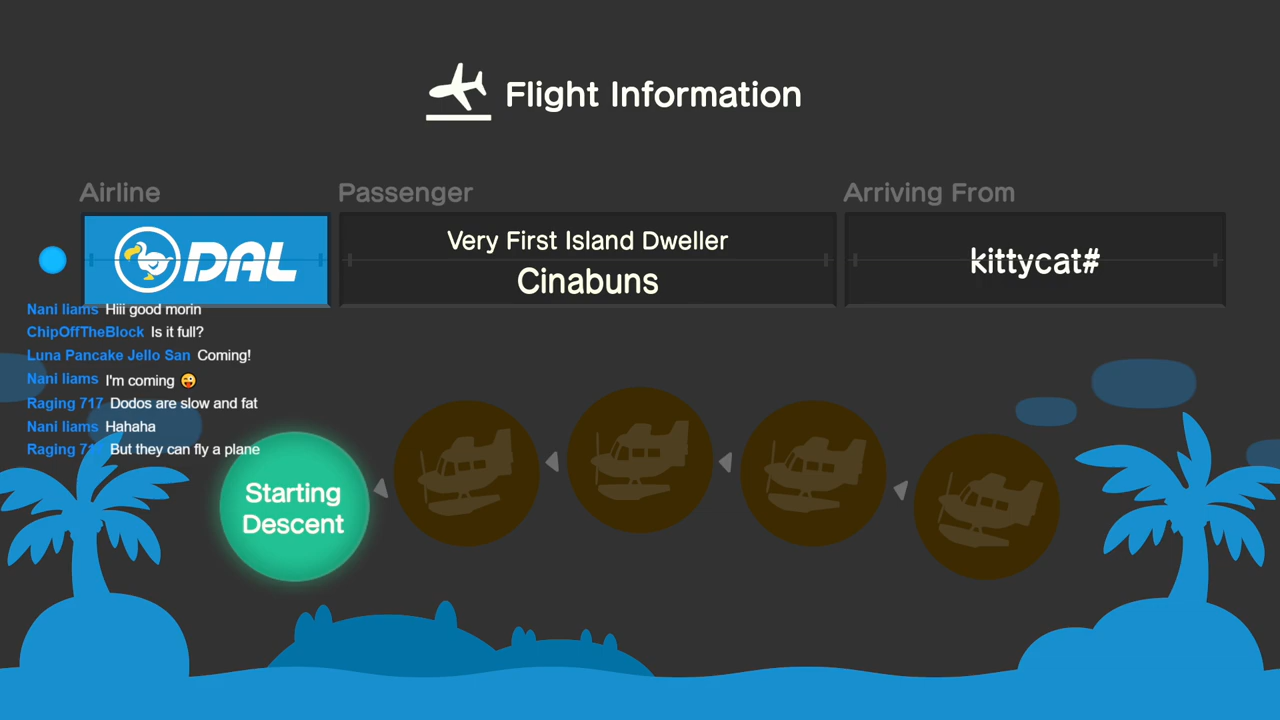 Flight Information
Airline
Passenger
Arriving From
DAL
Very First Island Dweller
Cinabuns
kittycat#
Nani liams Hiii good morin
ChipOffTheBlock Is it full?
Luna Pancake Jello San Coming!
Nani liams I'm coming 😜
Raging 717 Dodos are slow and fat
Nani liams Hahaha
Raging 717 But they can fly a plane
Starting
Descent